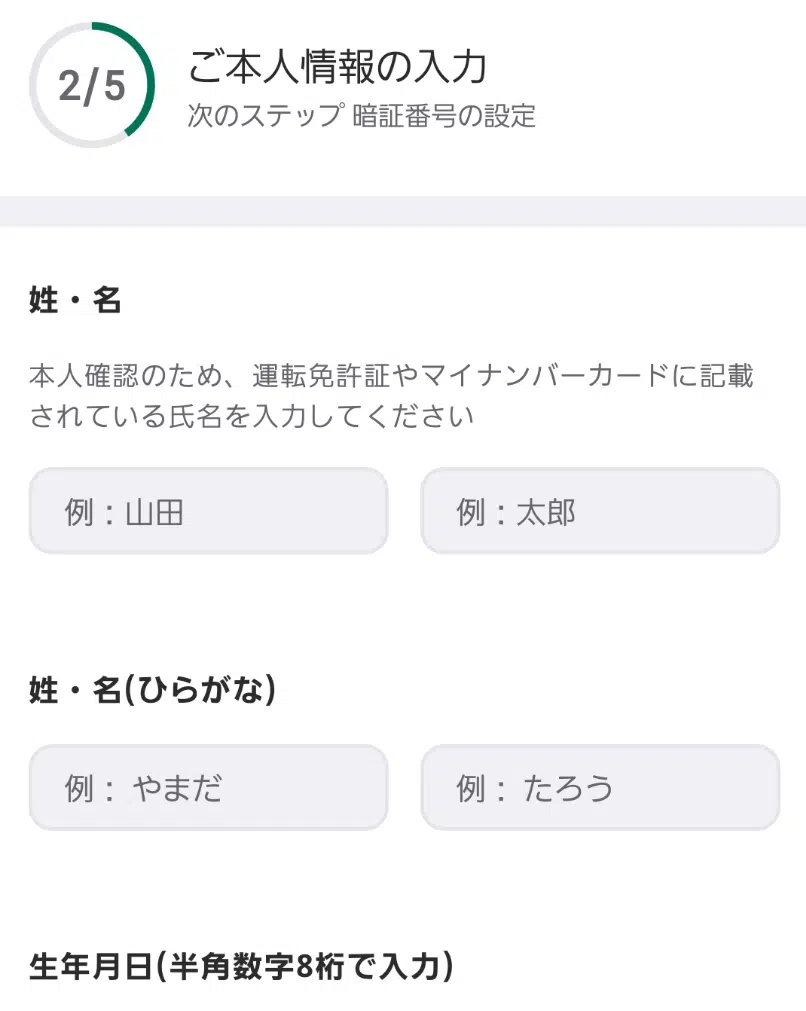 2/5
ご本人情報の入力
次のステップ 暗証番号の設定
姓・名
本人確認のため、運転免許証やマイナンバーカードに記載
されている氏名を入力してください
例：山田
例：太郎
姓・名(ひらがな)
例： やまだ
例： たろう
生年月日(半角数字8桁で入力)